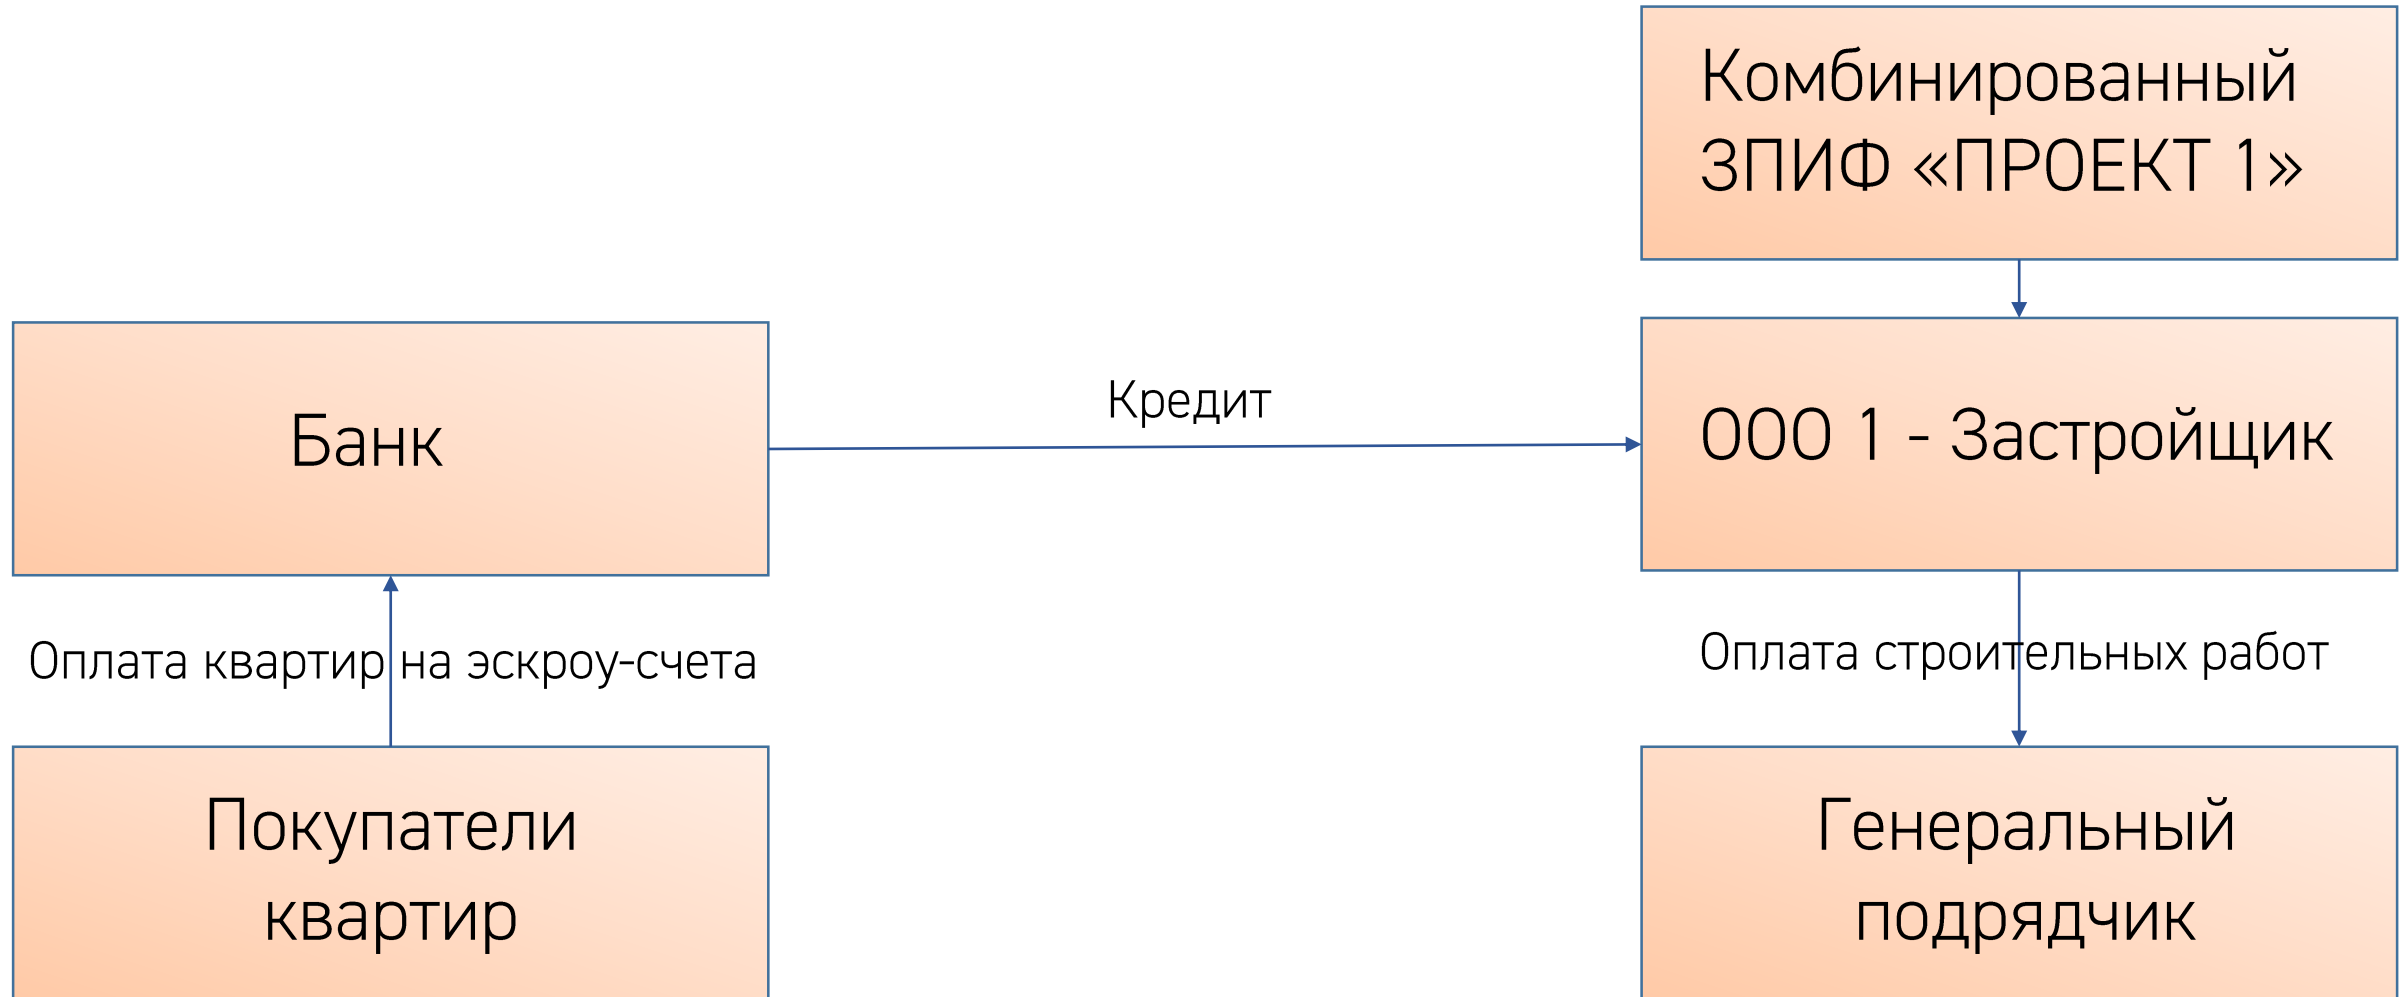 Комбинированный
ЗПИФ «ПРОЕКТ 1»
Банк
Кредит
ООО 1 - Застройщик
Оплата квартир на эскроу-счета
Оплата строительных работ
Покупатели
квартир
Генеральный
подрядчик